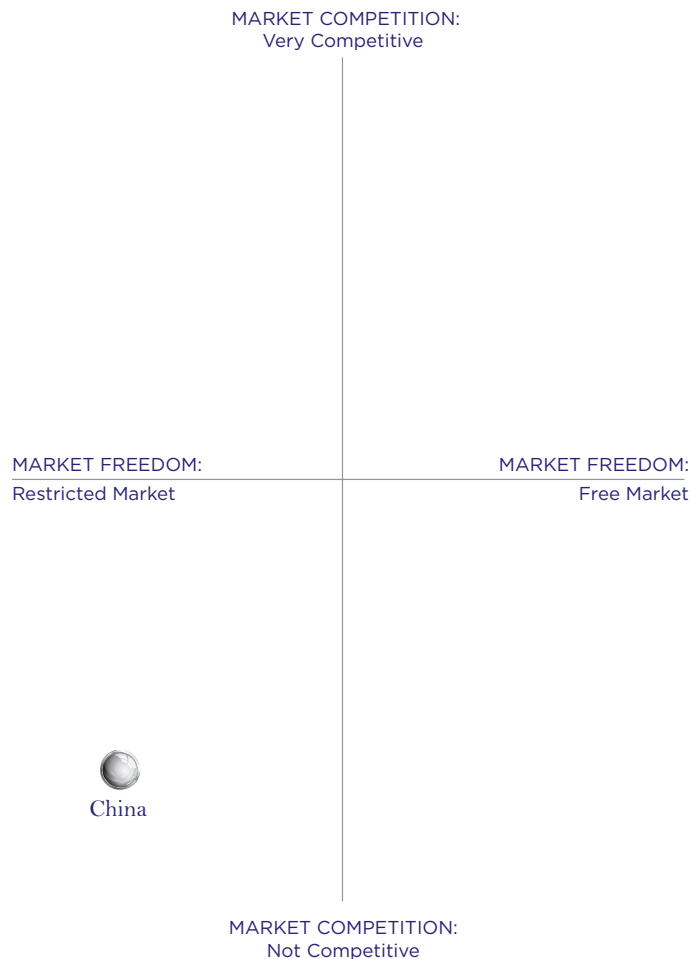 MARKET COMPETITION:
Very Competitive
MARKET FREEDOM:
Restricted Market
MARKET FREEDOM:
Free Market
China
MARKET COMPETITION:
Not Competitive